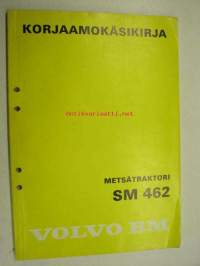 KORJAAMOKÄSIKIRJA
METSÄTRAKTORI
SM 462
VOLVO BM